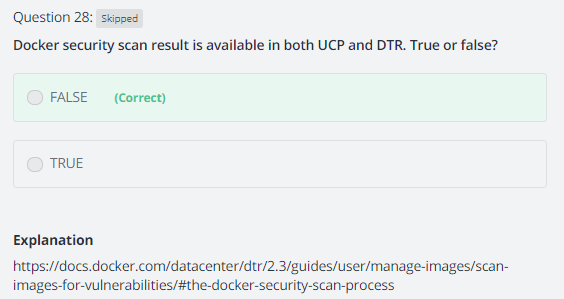 Question 28: Skipped
Docker security scan result is available in both UCP and DTR. True or false?
FALSE (Correct)
TRUE
Explanation
https://docs.docker.com/datacenter/dtr/2.3/guides/user/manage-images/scan-
images-for-vulnerabilities/#the-docker-security-scan-process